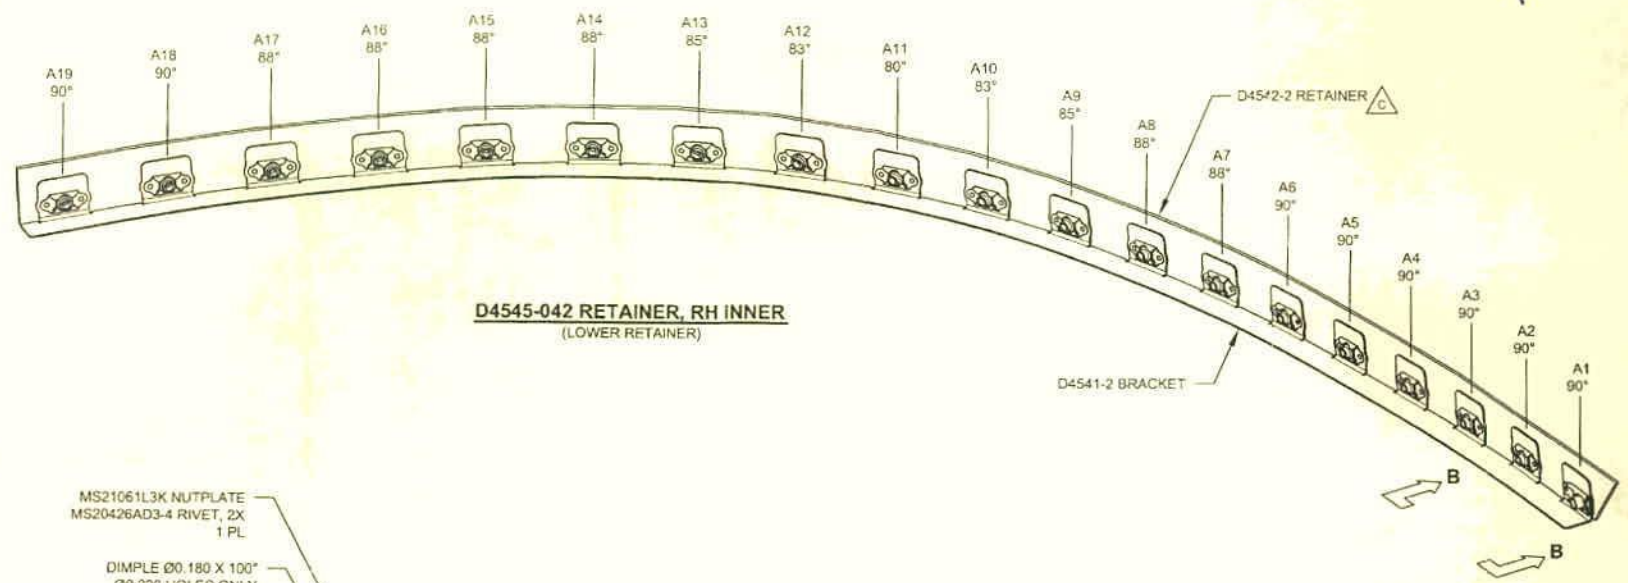 A19
90°
A18
90°
A17
88°
A16
88°
A15
88°
A14
88°
A13
85°
A12
83°
A11
80°
A10
83°
A9
85°
A8
88°
A7
88°
A6
90°
A5
90°
A4
90°
A3
90°
A2
90°
A1
90°
D4542-2 RETAINER
C
D4545-042 RETAINER, RH INNER
(LOWER RETAINER)
D4541-2 BRACKET
B
B
MS21061L3K NUTPLATE
MS20426AD3-4 RIVET, 2X
1 PL
DIMPLE Ø0.180 X 100°
HOLES ONLY